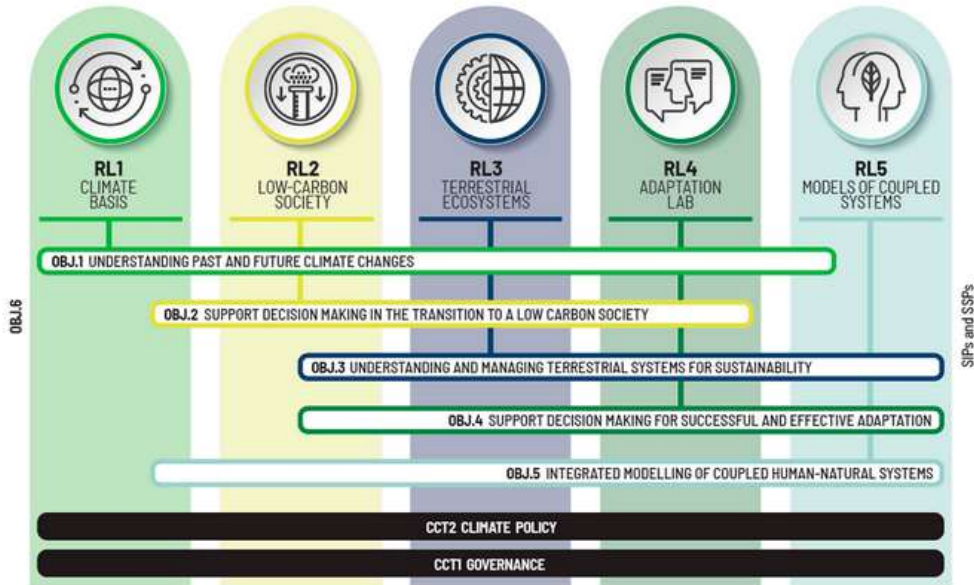 RL1
CLIMATE
BASIS
RL2
LOW-CARBON
SOCIETY
RL3
TERRESTRIAL
ECOSYSTEMS
RL4
ADAPTATION
LAB
RL5
MODELS OF COUPLED
SYSTEMS
OBJ.1 UNDERSTANDING PAST AND FUTURE CLIMATE CHANGES
OBJ.6
OBJ.2 SUPPORT DECISION MAKING IN THE TRANSITION TO A LOW CARBON SOCIETY
SIPs and SSPs
OBJ.3 UNDERSTANDING AND MANAGING TERRESTRIAL SYSTEMS FOR SUSTAINABILITY
OBJ.4 SUPPORT DECISION MAKING FOR SUCCESSFUL AND EFFECTIVE ADAPTATION
OBJ.5 INTEGRATED MODELLING OF COUPLED HUMAN-NATURAL SYSTEMS
CCT2 CLIMATE POLICY
CCT1 GOVERNANCE